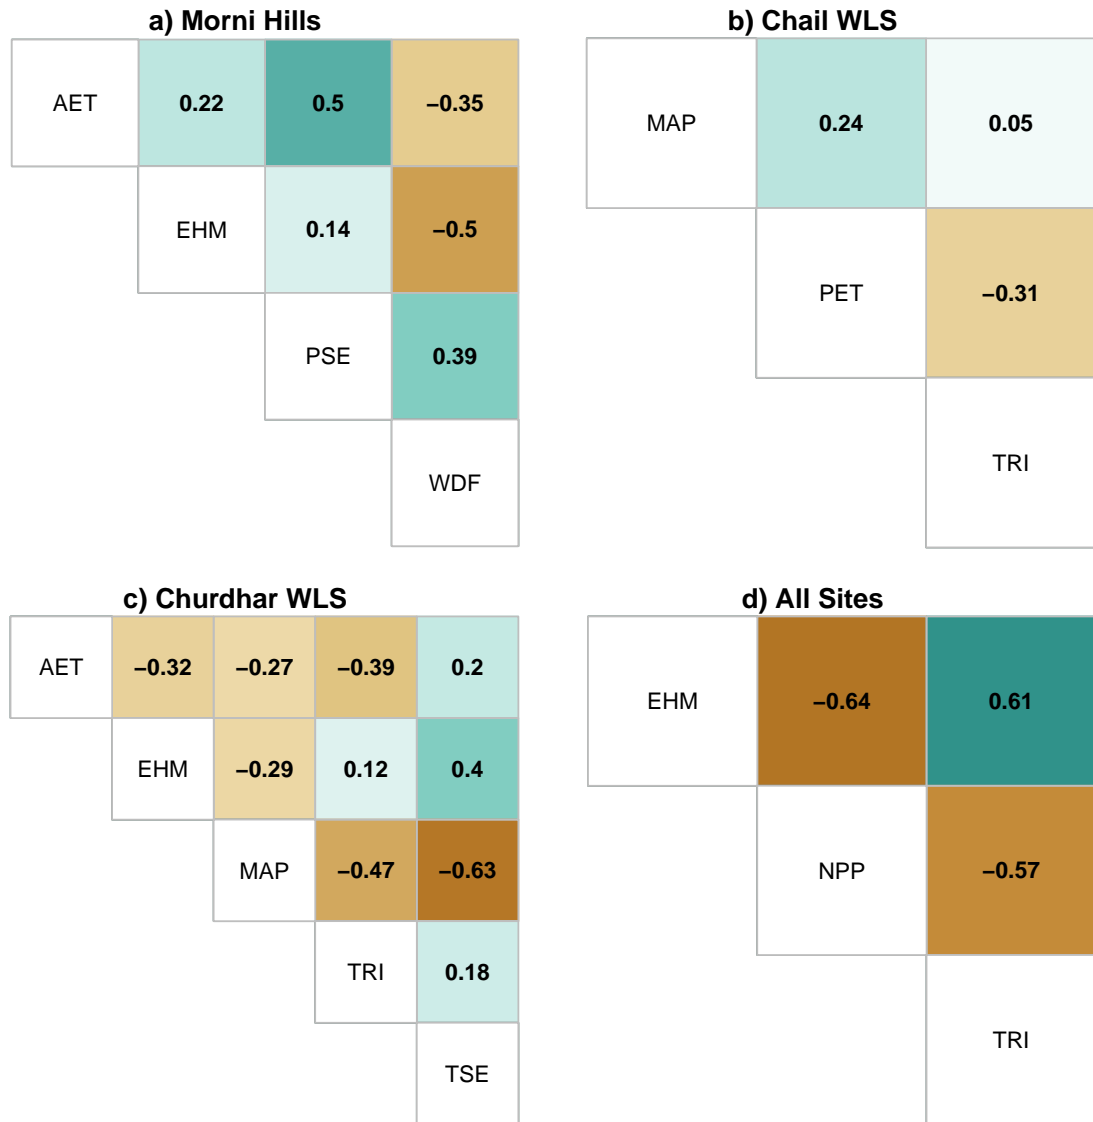 a) Morni Hills
AET 0.22 0.5 −0.35
EHM 0.14 −0.5
PSE 0.39
WDF
b) Chail WLS
MAP 0.24 0.05
PET −0.31
TRI
c) Churdhar WLS
AET −0.32 −0.27 −0.39 0.2
EHM −0.29 0.12 0.4
MAP −0.47 −0.63
TRI 0.18
TSE
d) All Sites
EHM −0.64 0.61
NPP −0.57
TRI